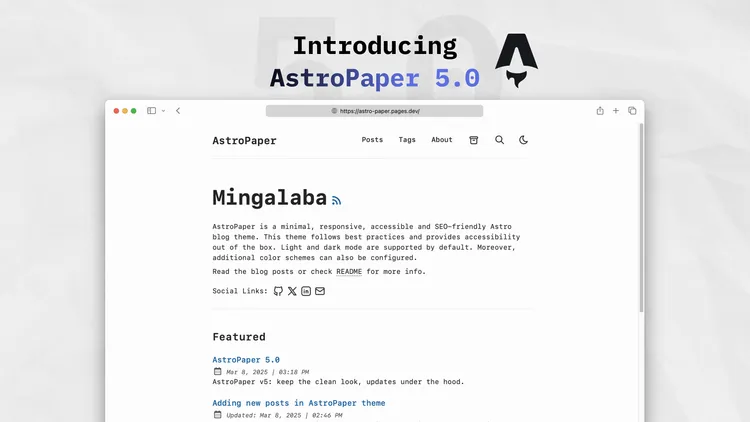 5.0
Introducing
AstroPaper 5.0
https://astro-paper.pages.dev/
AstroPaper
Posts Tags About
Mingalaba
AstroPaper is a minimal, responsive, accessible and SEO-friendly Astro
blog theme. This theme follows best practices and provides accessibility
out of the box. Light and dark mode are supported by default. Moreover,
additional color schemes can also be configured.
Read the blog posts or check README for more info.
Social Links:
Featured
AstroPaper 5.0
Mar 8, 2025 | 03:18 PM
AstroPaper v5: keep the clean look, updates under the hood.
Adding new posts in AstroPaper theme
Updated: Mar 8, 2025 | 02:46 PM